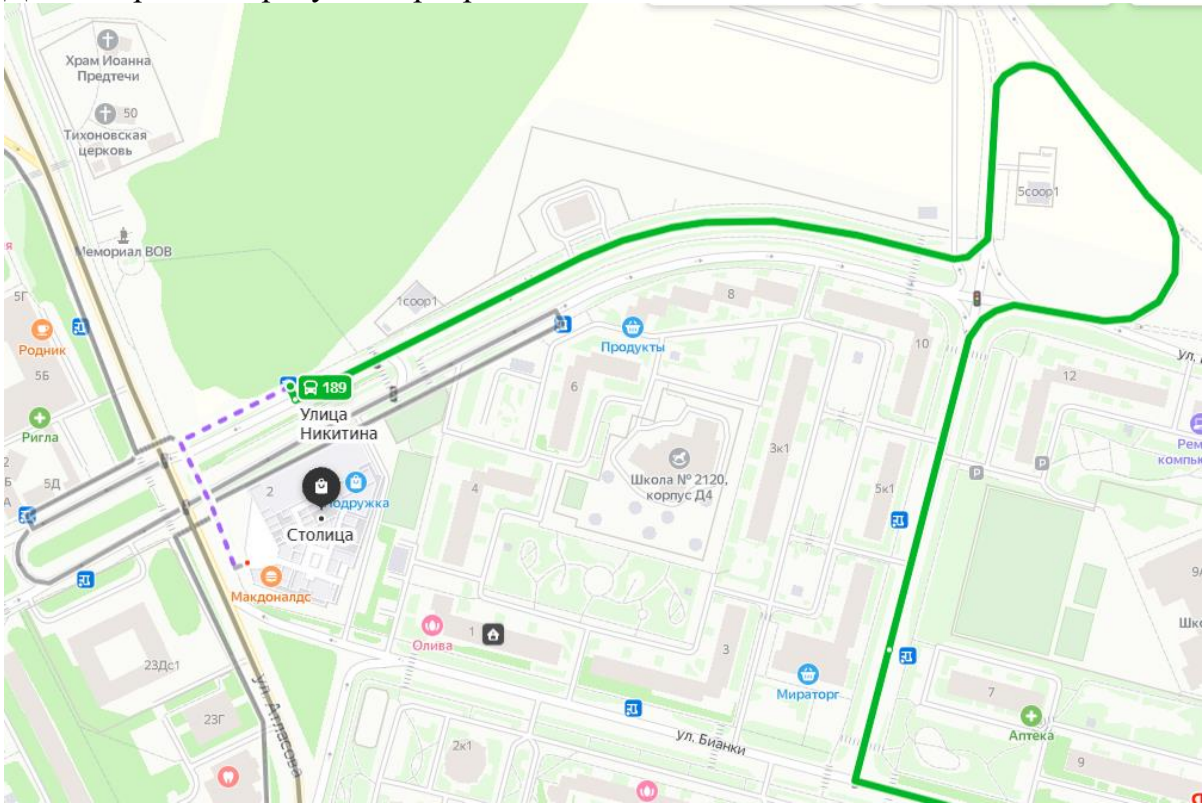 Храм Иоанна
Предтечи
50
Тихоновская
церковь
Мемориал ВОВ
5соор1
1соор1
5Г
Родник
5Б
8
Продукты
10
12
189
Улица
Никитина
6
3к1
Ригла
5Д
2
Подружка
Столица
4
Школа № 2120,
корпус Д4
5к1
Р
Р
Макдоналдс
Олива
1
3
Мираторг
23Дс1
23Г
ул. Атласова
2к1
ул. Бианки
7
Аптека
9